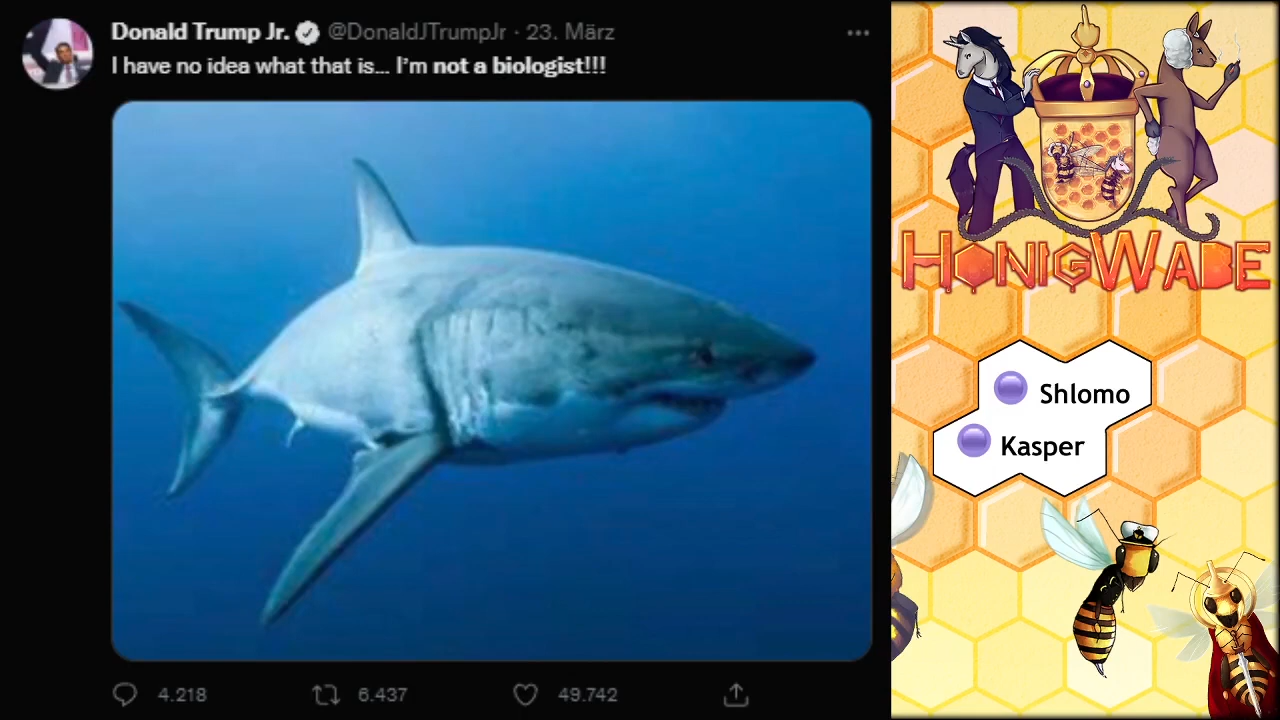 Donald Trump Jr. @DonaldJTrumpJr · 23. März
I have no idea what that is... I'm not a biologist!!!
4.218 6.437 49.742
HONIGWABE
Shlomo
Kasper